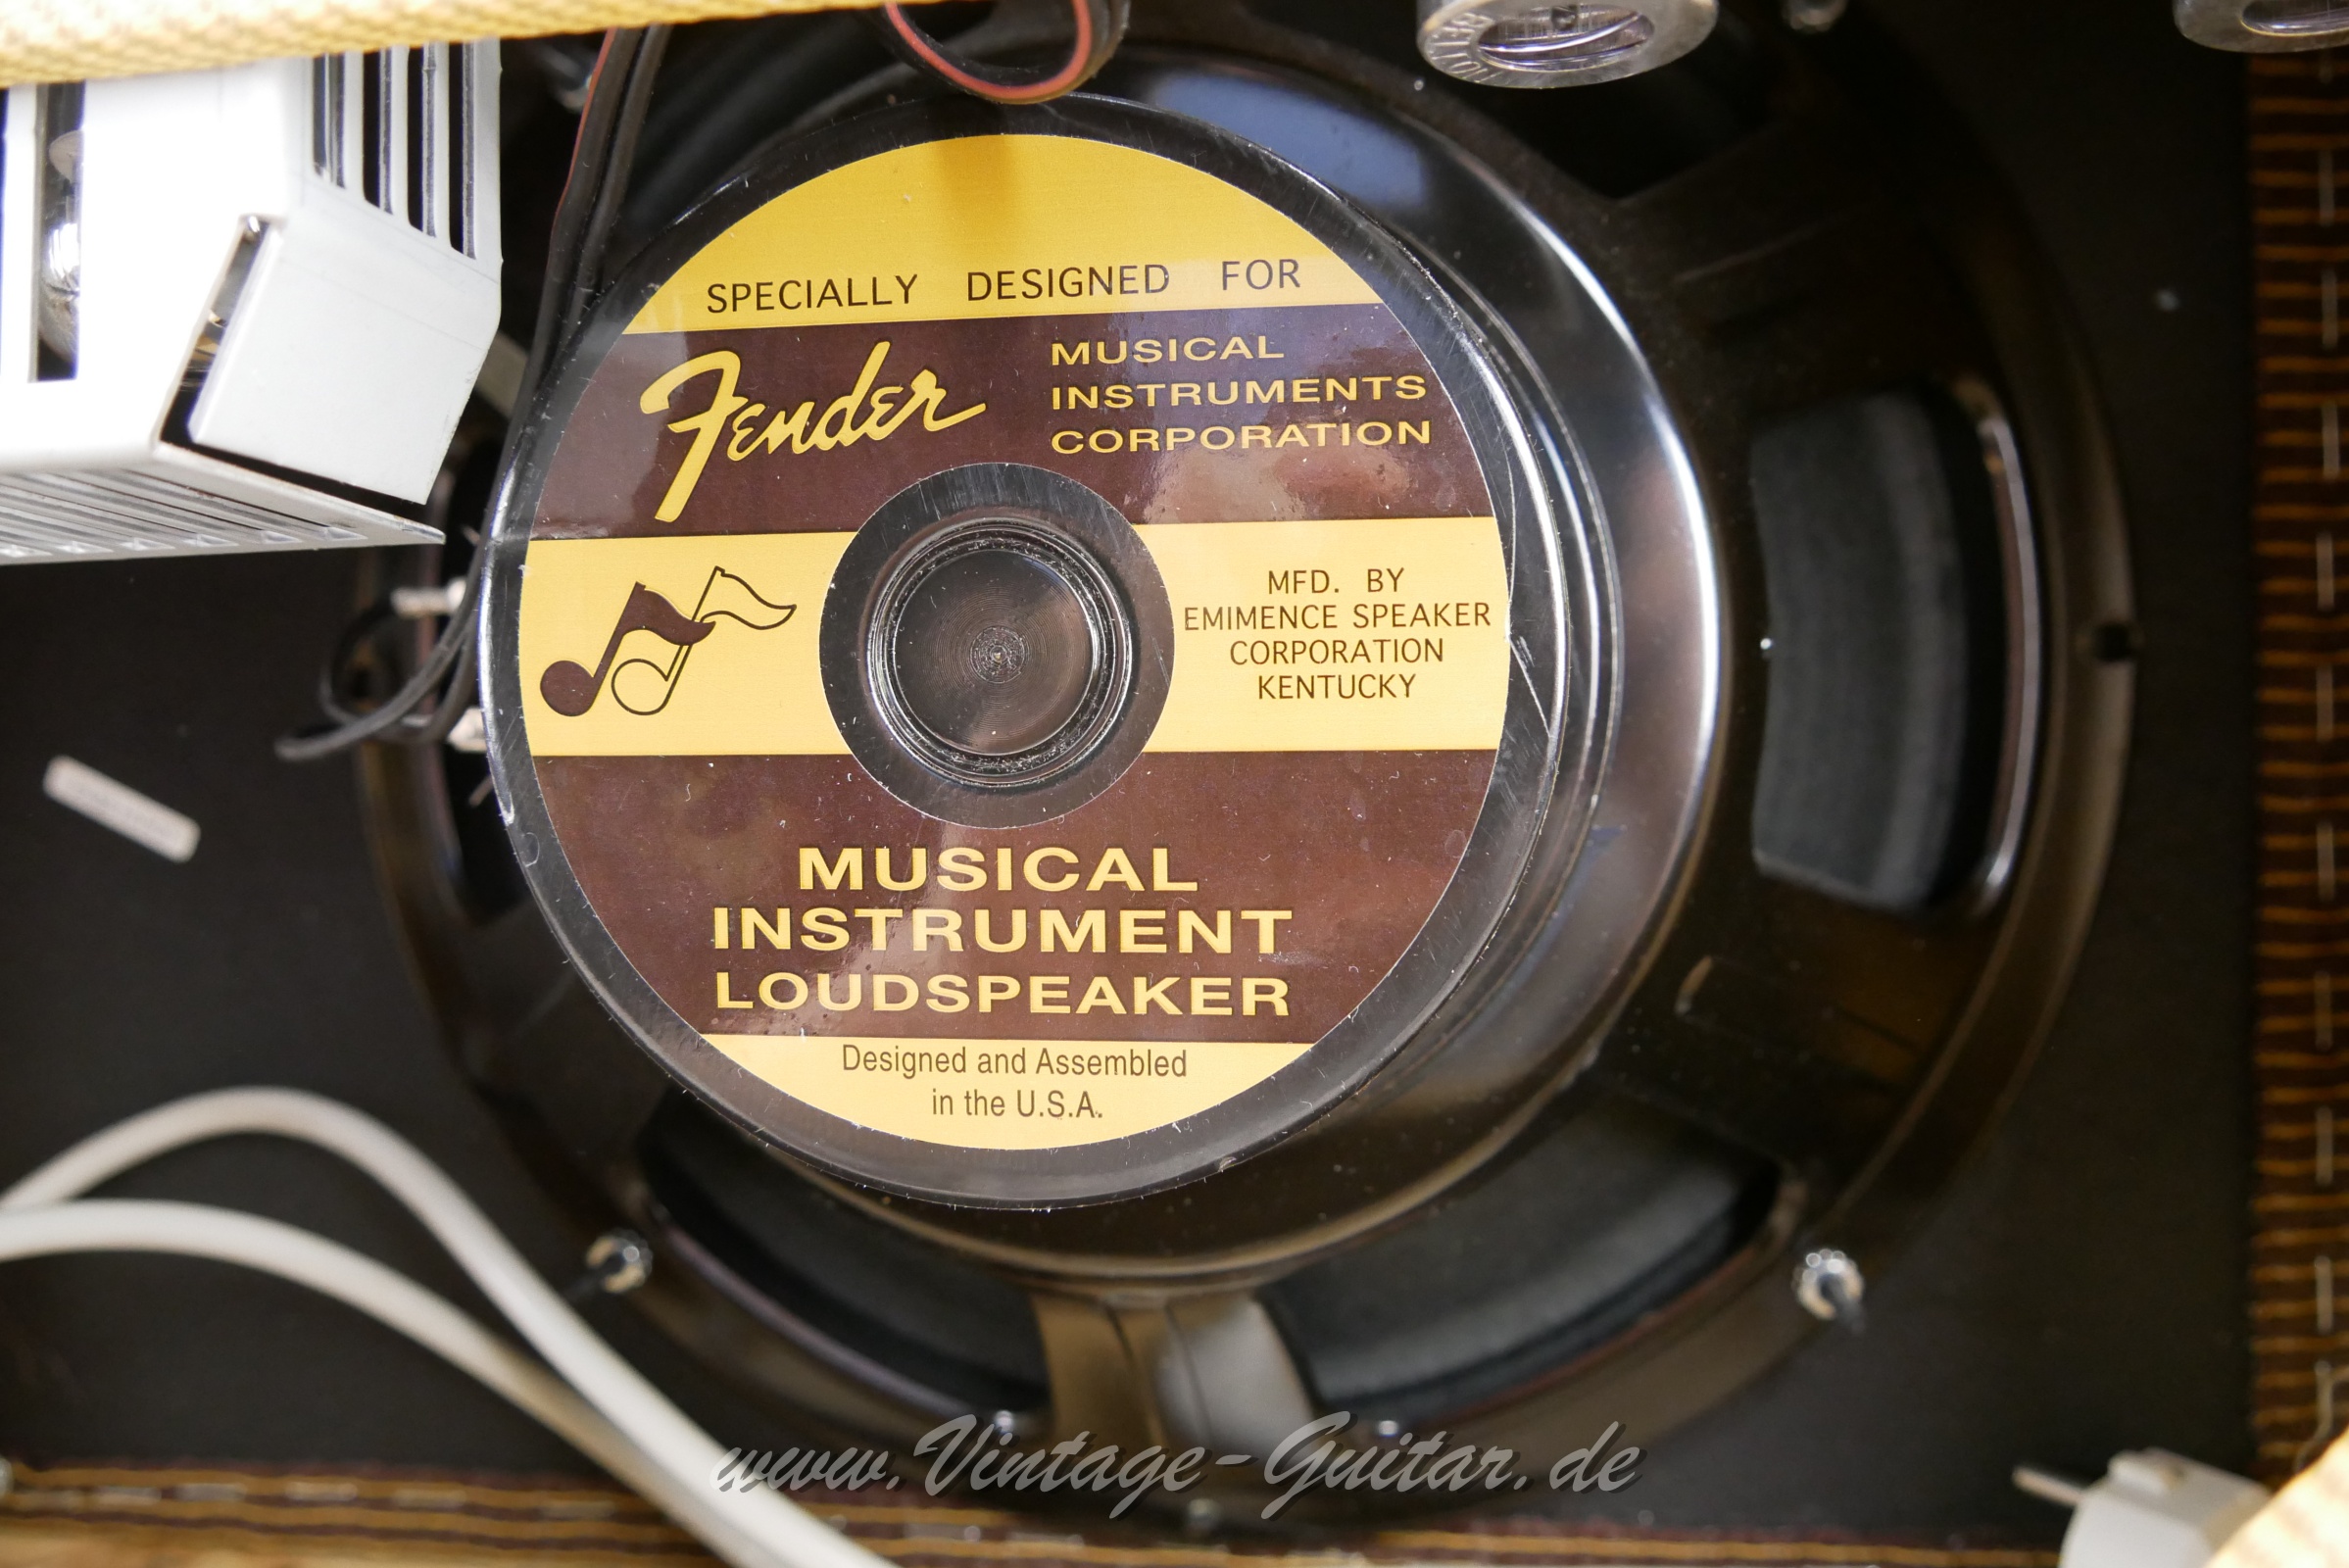 SPECIALLY DESIGNED FOR
Fender
MUSICAL
INSTRUMENTS
CORPORATION
MFD. BY
EMIMENCE SPEAKER
CORPORATION
KENTUCKY
MUSICAL
INSTRUMENT
LOUDSPEAKER
Designed and Assembled
in the U.S.A.
www.Vintage-Guitar.de